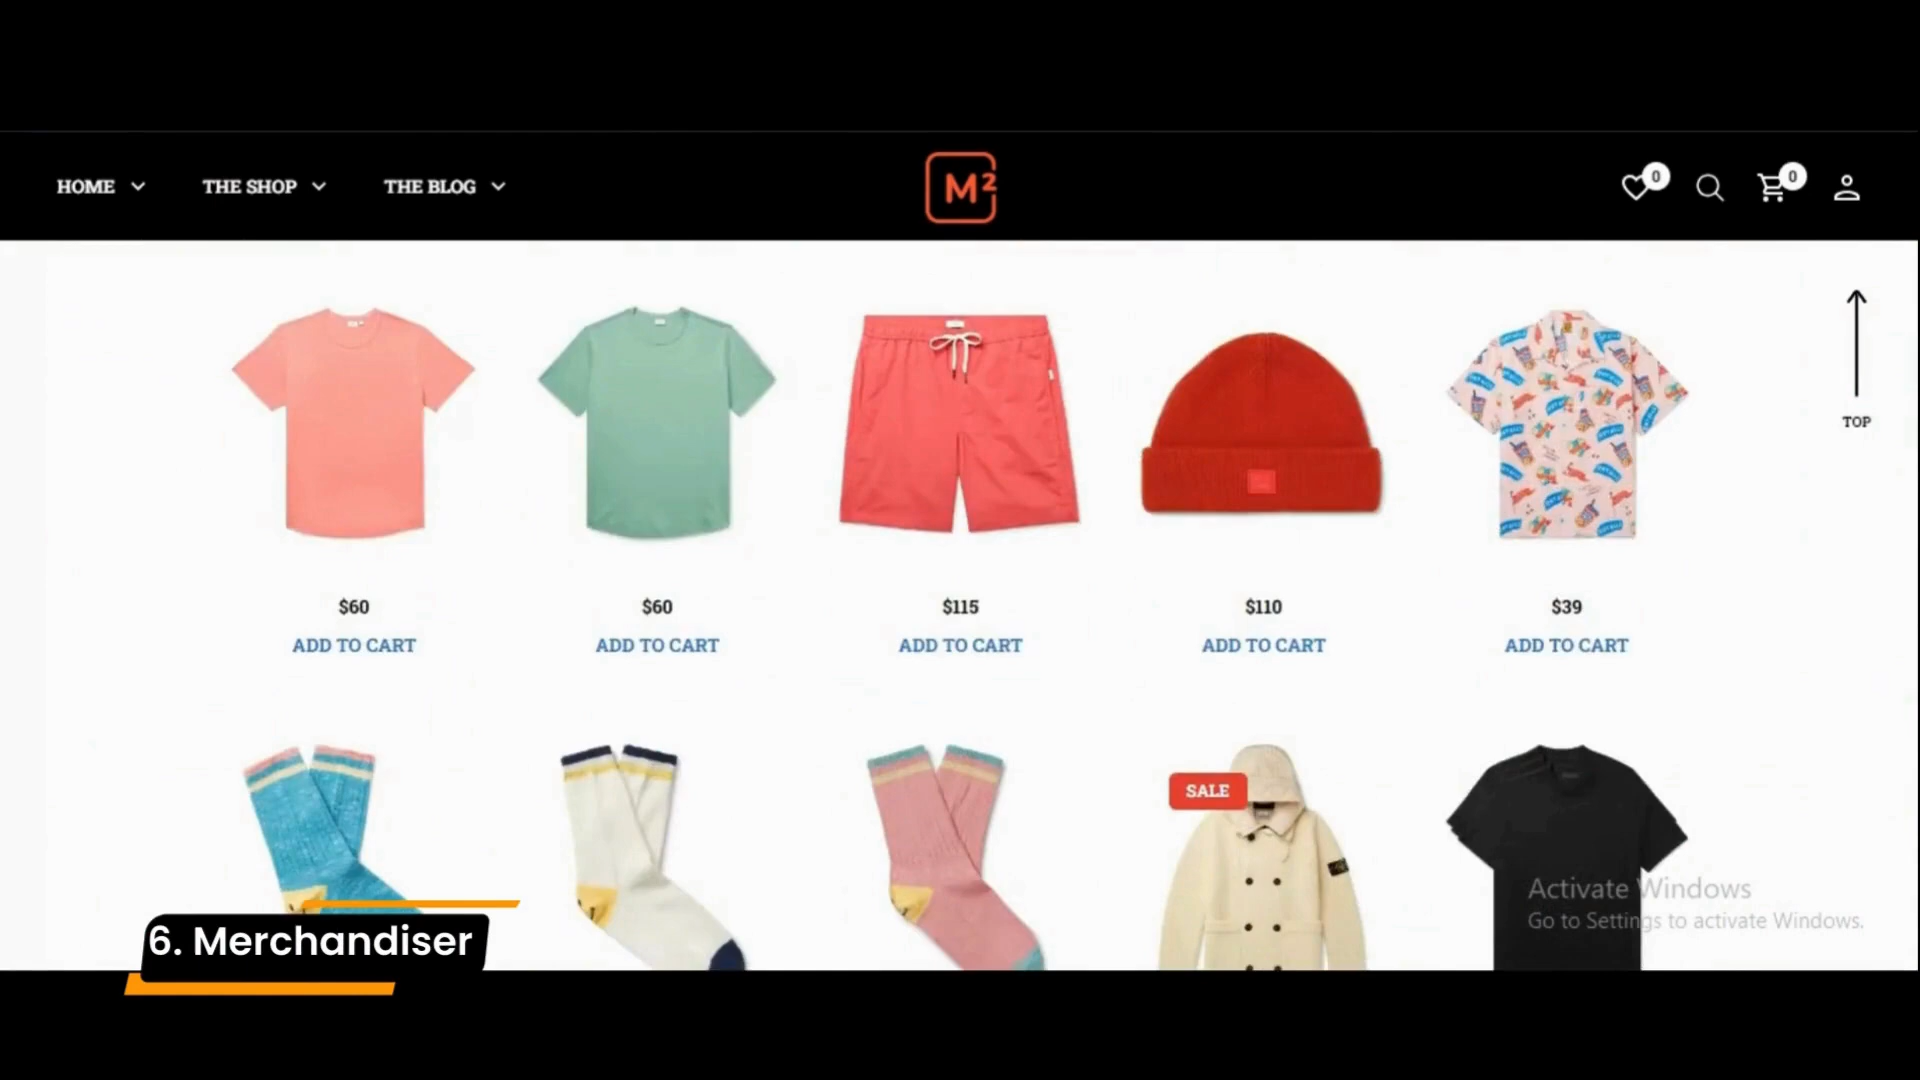 HOME
THE SHOP
THE BLOG
M²
0
0
TOP
$60
$60
$115
$110
$39
ADD TO CART
ADD TO CART
ADD TO CART
ADD TO CART
ADD TO CART
SALE
Activate Windows
Go to Settings to activate Windows.
6. Merchandiser